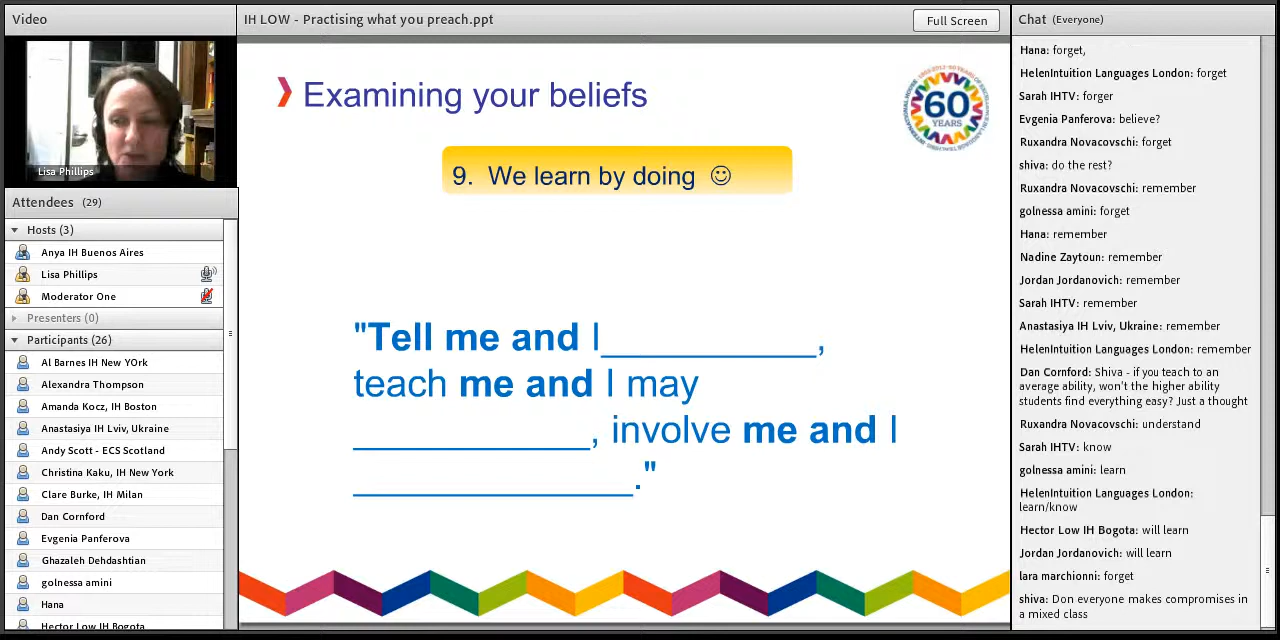 Video
Lisa Phillips
Attendees (29)
Hosts (3)
Anya IH Buenos Aires
Lisa Phillips
Moderator One
Presenters (0)
Participants (26)
Al Barnes IH New YOrk
Alexandra Thompson
Amanda Kocz, IH Boston
Anastasiya IH Lviv, Ukraine
Andy Scott - ECS Scotland
Christina Kaku, IH New York
Clare Burke, IH Milan
Dan Cornford
Evgenia Panferova
Ghazaleh Dehdashtian
golnessa amini
Hana
Hector Low IH Bogota
IH LOW - Practising what you preach.ppt
Full Screen
Examining your beliefs
60
YEARS
9. We learn by doing ☺
"Tell me and I___________,
teach me and I may
____________, involve me and I
______________."
Chat (Everyone)
Hana: forget,
HelenIntuition Languages London: forget
Sarah IHTV: forger
Evgenia Panferova: believe?
Ruxandra Novacovschi: forget
shiva: do the rest?
Ruxandra Novacovschi: remember
golnessa amini: forget
Hana: remember
Nadine Zaytoun: remember
Jordan Jordanovich: remember
Sarah IHTV: remember
Anastasiya IH Lviv, Ukraine: remember
HelenIntuition Languages London: remember
Dan Cornford: Shiva - if you teach to an
average ability, won't the higher ability
students find everything easy? Just a thought
Ruxandra Novacovschi: understand
Sarah IHTV: know
golnessa amini: learn
HelenIntuition Languages London:
learn/know
Hector Low IH Bogota: will learn
Jordan Jordanovich: will learn
lara marchionni: forget
shiva: Don everyone makes compromises in
a mixed class